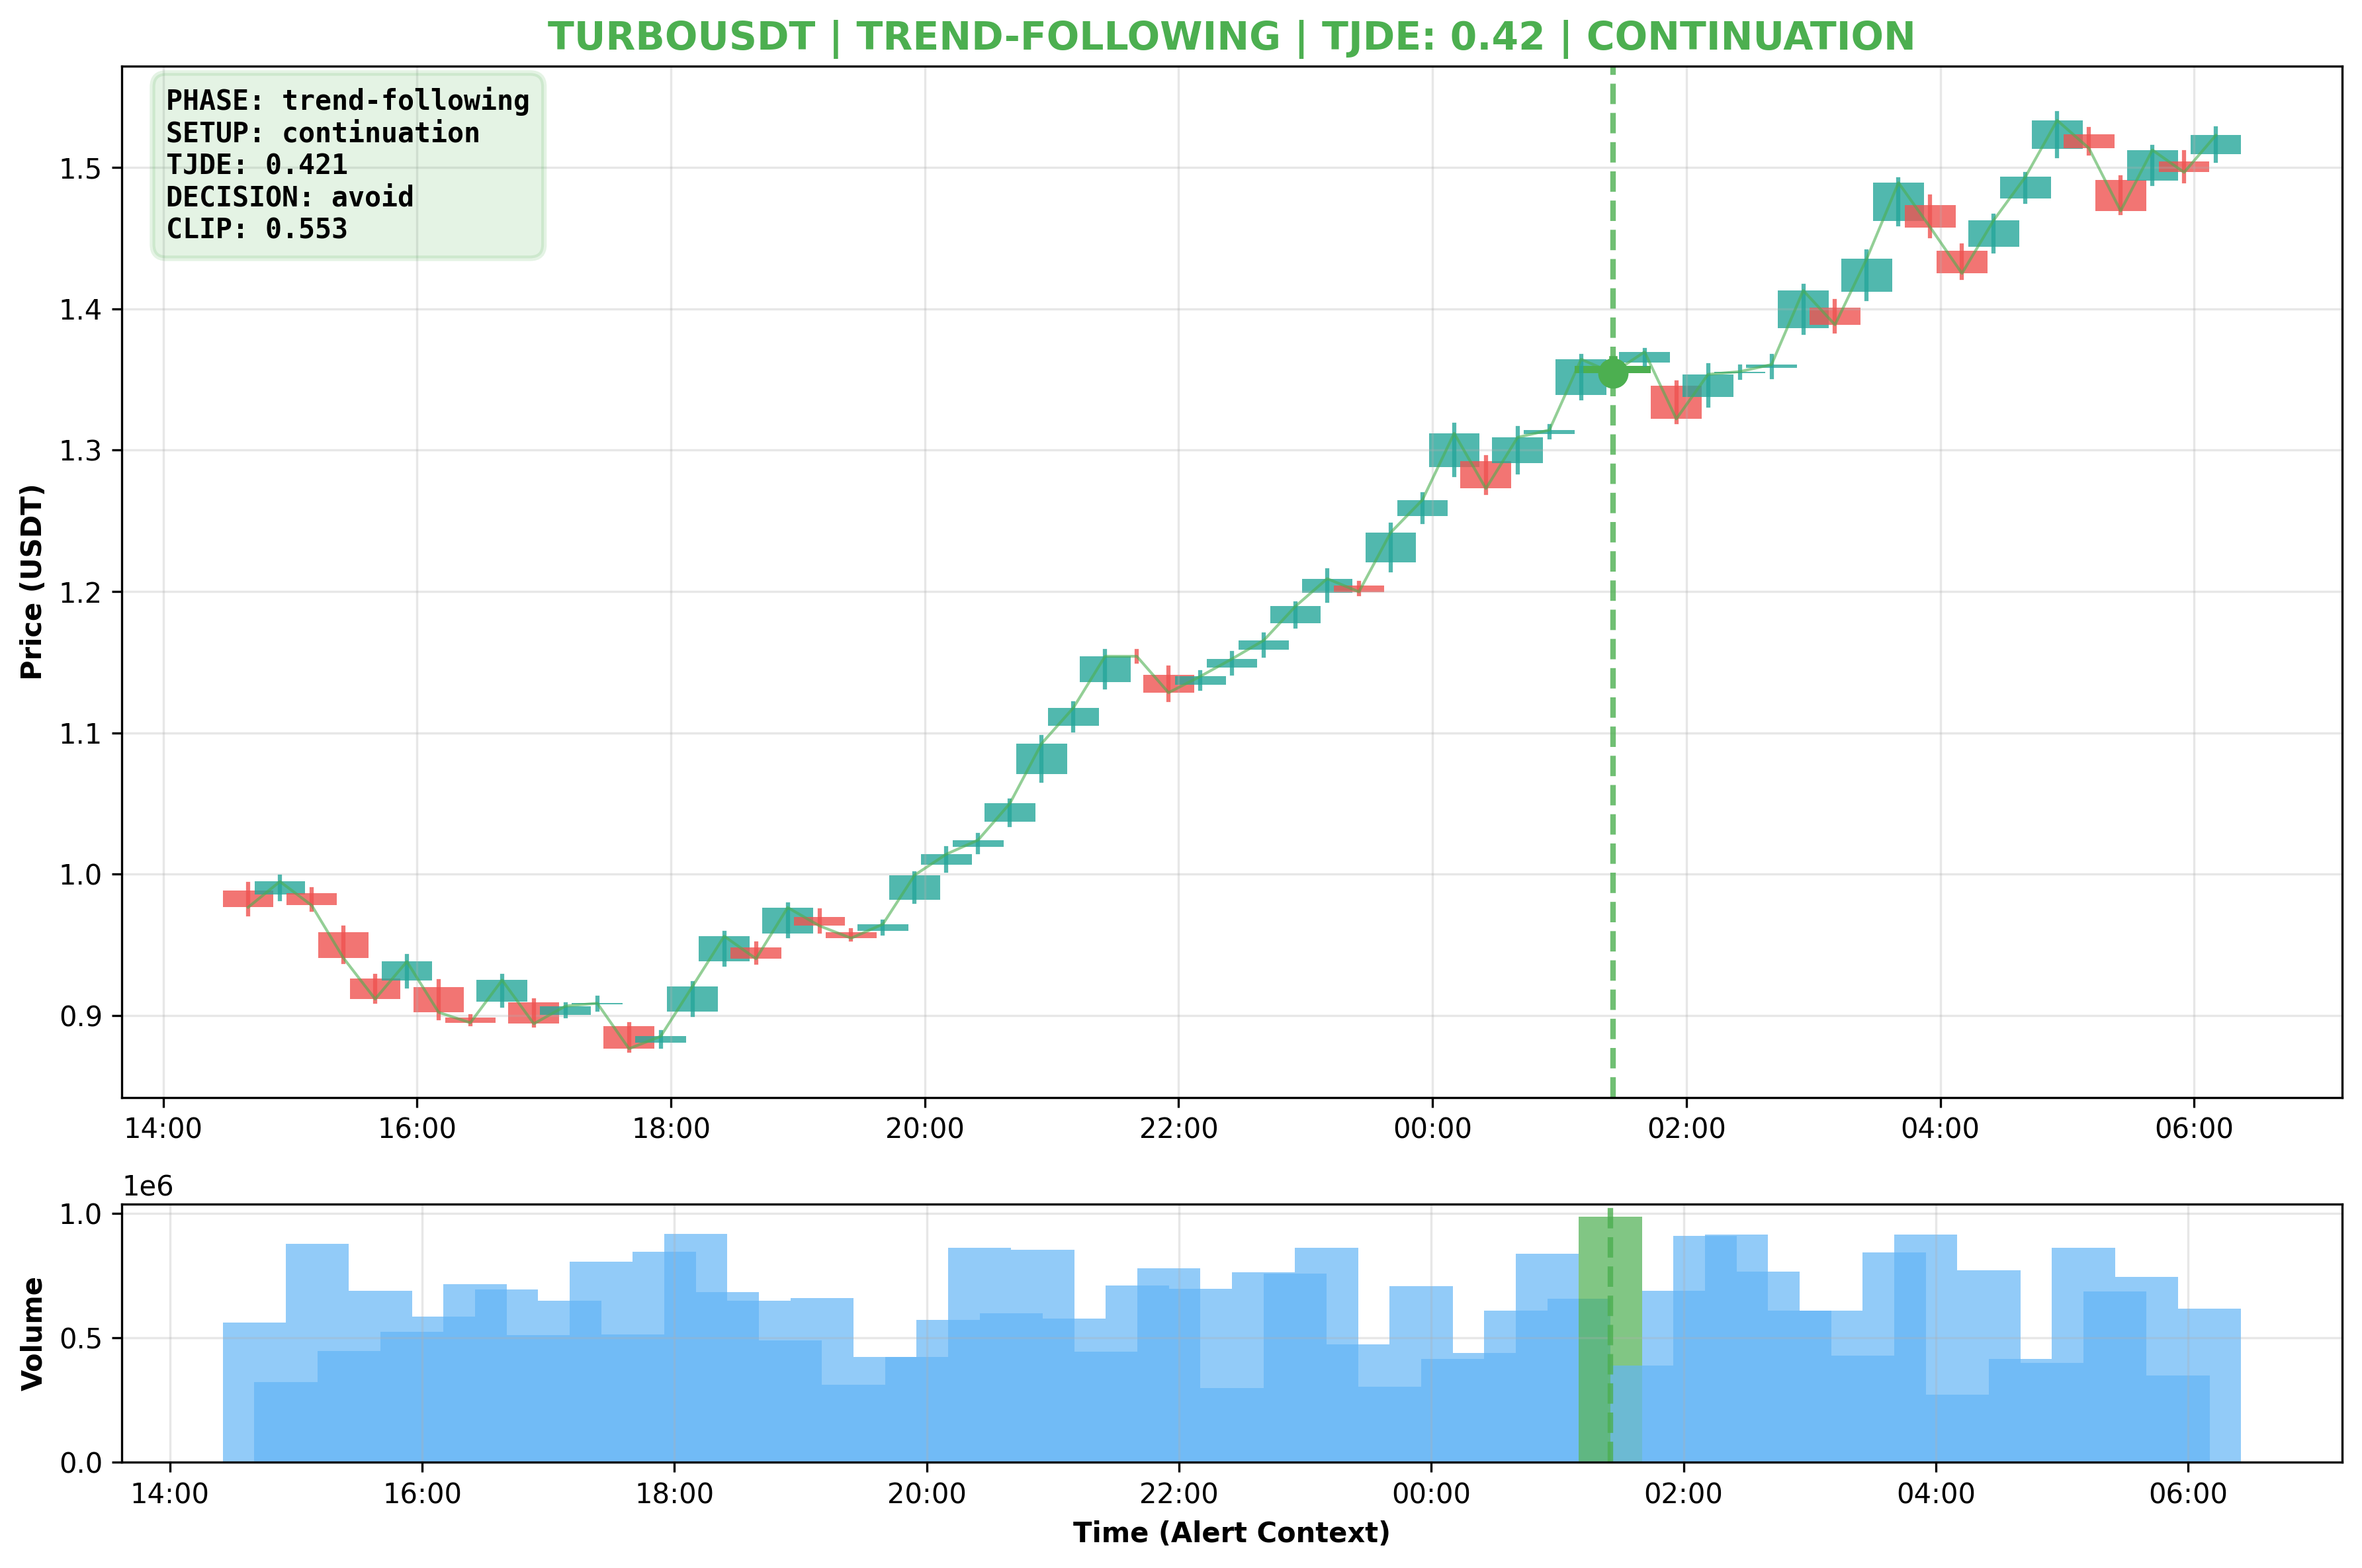 TURBOUSDT | TREND-FOLLOWING | TJDE: 0.42 | CONTINUATION
PHASE: trend-following
SETUP: continuation
TJDE: 0.421
DECISION: avoid
CLIP: 0.553
Price (USDT)
1.5
1.4
1.3
1.2
1.1
1.0
0.9
14:00 16:00 18:00 20:00 22:00 00:00 02:00 04:00 06:00
1e6
Volume
1.0
0.5
0.0
14:00 16:00 18:00 20:00 22:00 00:00 02:00 04:00 06:00
Time (Alert Context)